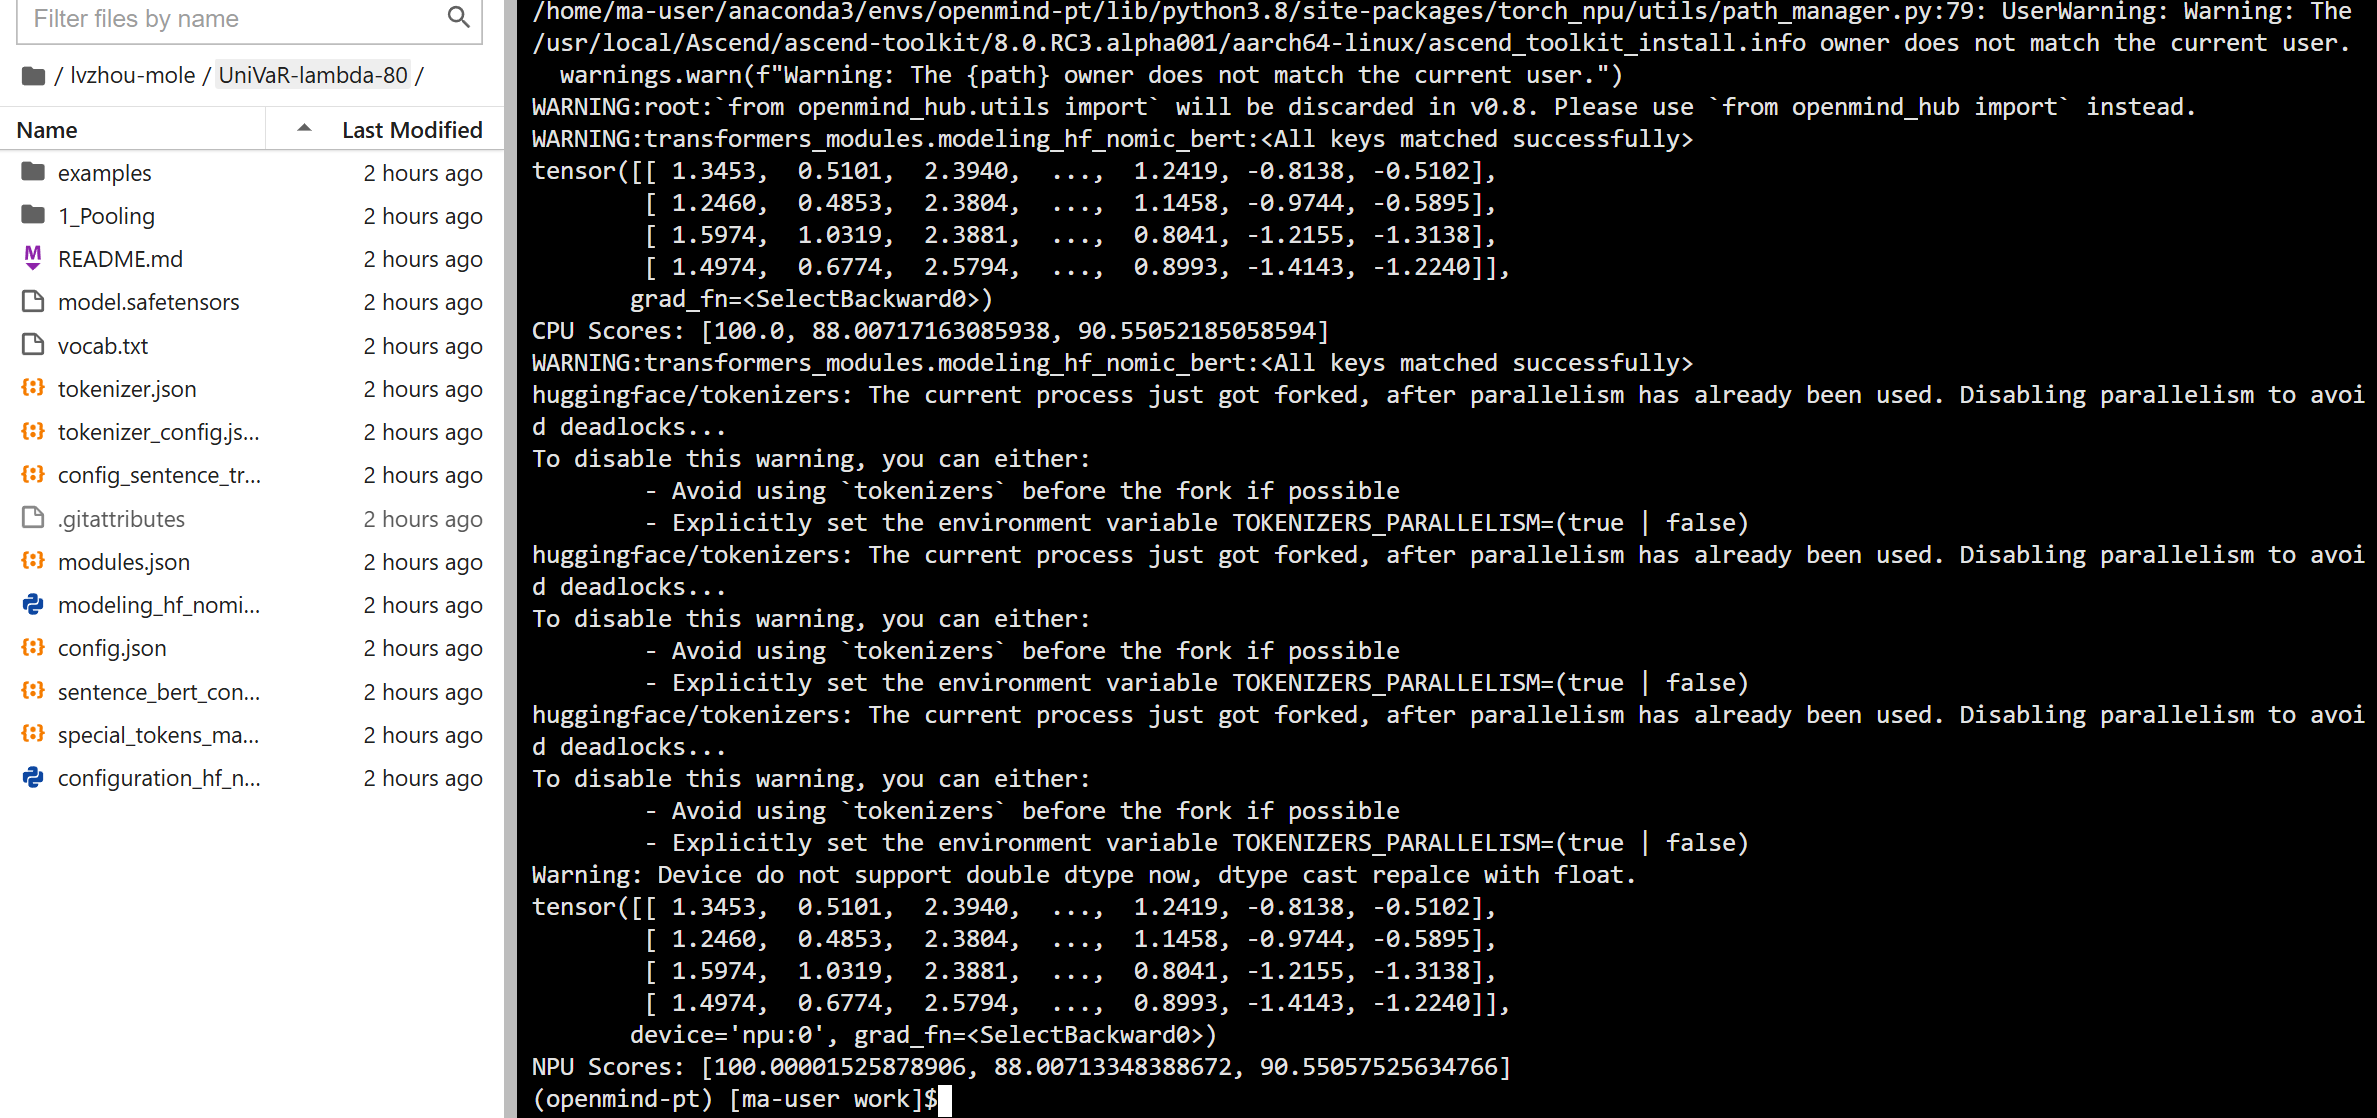 Filter files by name
/ lvzhou-mole / UniVaR-lambda-80 /
Name Last Modified
examples 2 hours ago
1_Pooling 2 hours ago
README.md 2 hours ago
model.safetensors 2 hours ago
vocab.txt 2 hours ago
tokenizer.json 2 hours ago
tokenizer_config.js... 2 hours ago
config_sentence_tr... 2 hours ago
.gitattributes 2 hours ago
modules.json 2 hours ago
modeling_hf_nomi... 2 hours ago
config.json 2 hours ago
sentence_bert_con... 2 hours ago
special_tokens_ma... 2 hours ago
configuration_hf_n... 2 hours ago
/home/ma-user/anaconda3/envs/openmind-pt/lib/python3.8/site-packages/torch_npu/utils/path_manager.py:79: UserWarning: Warning: The
/usr/local/Ascend/ascend-toolkit/8.0.RC3.alpha001/aarch64-linux/ascend_toolkit_install.info owner does not match the current user.
  warnings.warn(f"Warning: The {path} owner does not match the current user.")
WARNING:root:`from openmind_hub.utils import` will be discarded in v0.8. Please use `from openmind_hub import` instead.
WARNING:transformers_modules.modeling_hf_nomic_bert:<All keys matched successfully>
tensor([[ 1.3453,  0.5101,  2.3940,  ...,  1.2419, -0.8138, -0.5102],
        [ 1.2460,  0.4853,  2.3804,  ...,  1.1458, -0.9744, -0.5895],
        [ 1.5974,  1.0319,  2.3881,  ...,  0.8041, -1.2155, -1.3138],
        [ 1.4974,  0.6774,  2.5794,  ...,  0.8993, -1.4143, -1.2240]],
       grad_fn=<SelectBackward0>)
CPU Scores: [100.0, 88.00717163085938, 90.55052185058594]
WARNING:transformers_modules.modeling_hf_nomic_bert:<All keys matched successfully>
huggingface/tokenizers: The current process just got forked, after parallelism has already been used. Disabling parallelism to avoi
d deadlocks...
To disable this warning, you can either:
        - Avoid using `tokenizers` before the fork if possible
        - Explicitly set the environment variable TOKENIZERS_PARALLELISM=(true | false)
huggingface/tokenizers: The current process just got forked, after parallelism has already been used. Disabling parallelism to avoi
d deadlocks...
To disable this warning, you can either:
        - Avoid using `tokenizers` before the fork if possible
        - Explicitly set the environment variable TOKENIZERS_PARALLELISM=(true | false)
huggingface/tokenizers: The current process just got forked, after parallelism has already been used. Disabling parallelism to avoi
d deadlocks...
To disable this warning, you can either:
        - Avoid using `tokenizers` before the fork if possible
        - Explicitly set the environment variable TOKENIZERS_PARALLELISM=(true | false)
Warning: Device do not support double dtype now, dtype cast repalce with float.
tensor([[ 1.3453,  0.5101,  2.3940,  ...,  1.2419, -0.8138, -0.5102],
        [ 1.2460,  0.4853,  2.3804,  ...,  1.1458, -0.9744, -0.5895],
        [ 1.5974,  1.0319,  2.3881,  ...,  0.8041, -1.2155, -1.3138],
        [ 1.4974,  0.6774,  2.5794,  ...,  0.8993, -1.4143, -1.2240]],
       device='npu:0', grad_fn=<SelectBackward0>)
NPU Scores: [100.00001525878906, 88.00713348388672, 90.55057525634766]
(openmind-pt) [ma-user work]$